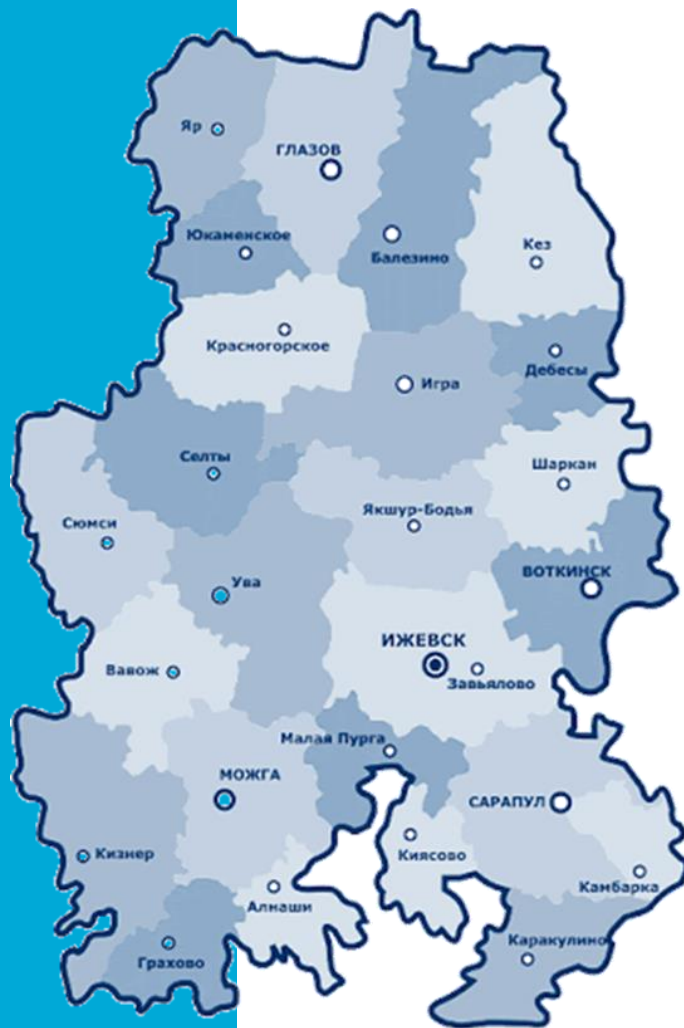 Яр
ГЛАЗОВ
Юкаменское
Балезино
Кез
Красногорское
Игра
Дебесы
Селты
Шаркан
Сюмси
Якшур-Бодья
Ува
ВОТКИНСК
ИЖЕВСК
Вавож
Завьялово
Малая Пурга
МОЖГА
САРАПУЛ
Кизнер
Киясово
Камбарка
Алнаши
Каракулино
Грахово